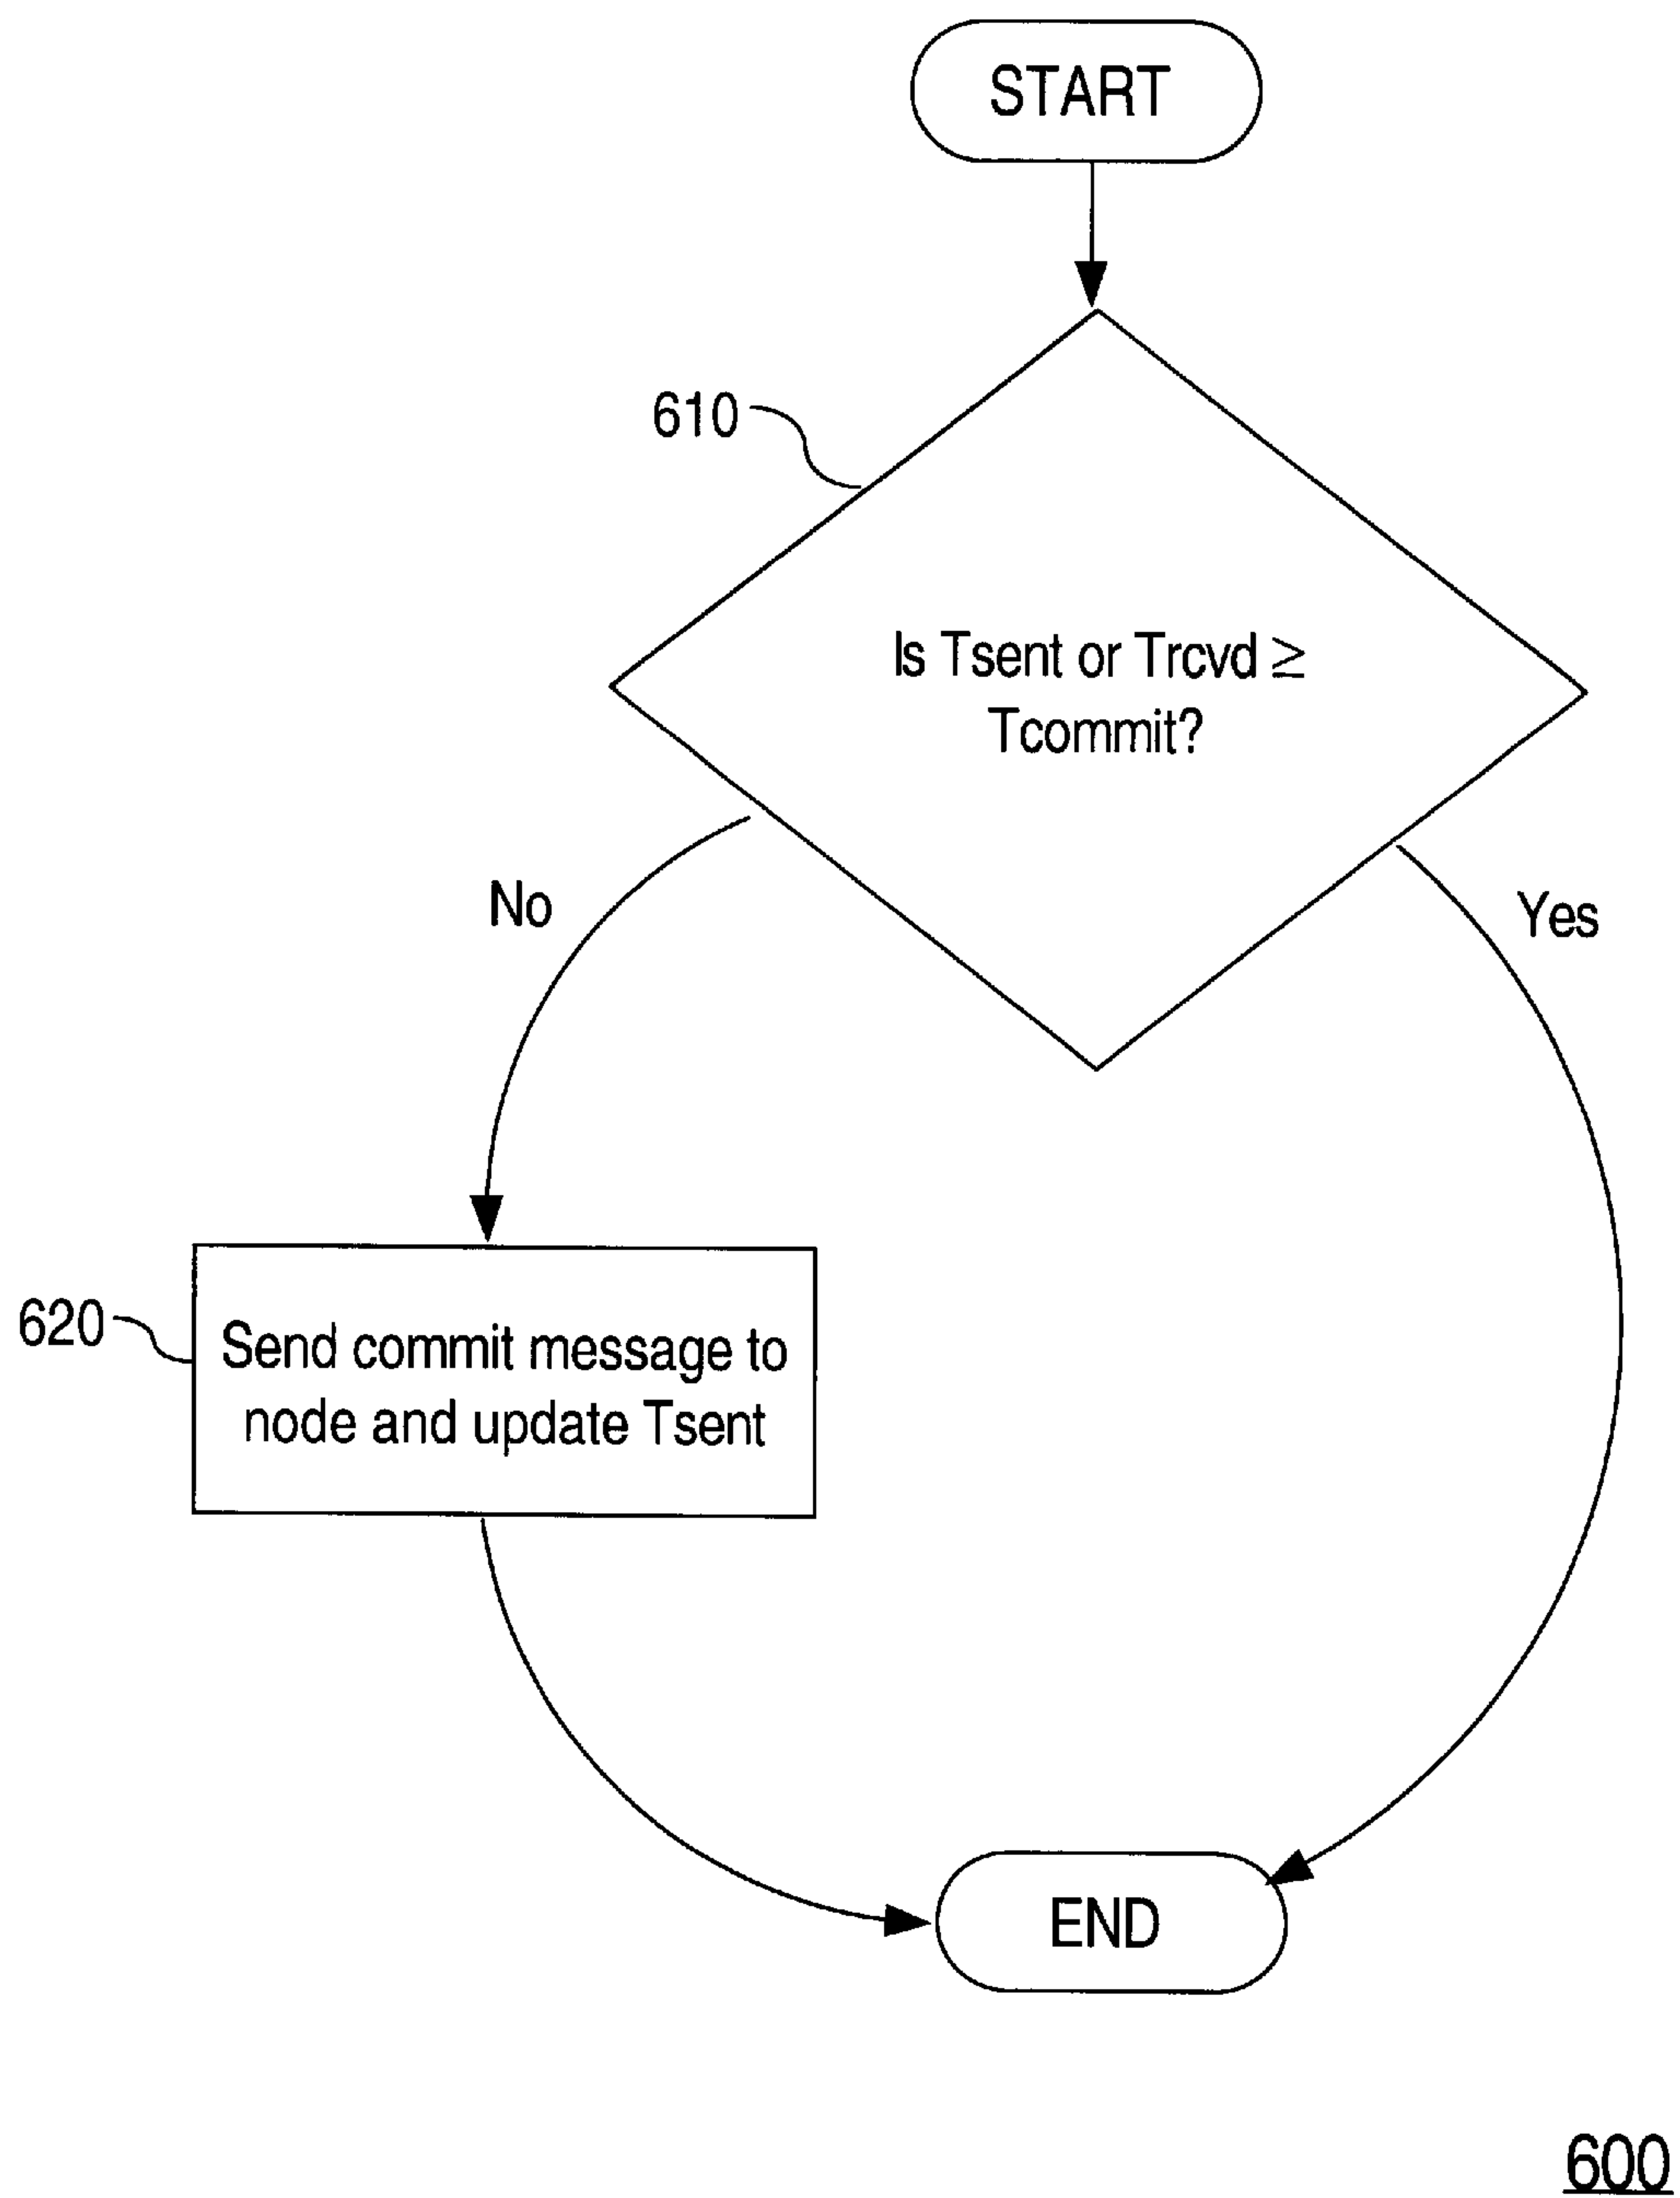 START
610
Is Tsent or Trcvd ≧
Tcommit?
No
Yes
620
Send commit message to
node and update Tsent
END
600